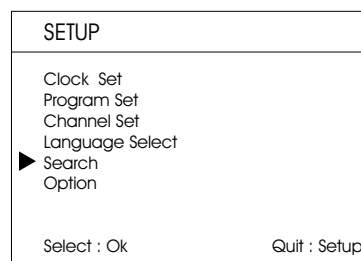 SETUP
Clock Set
Program Set
Channel Set
Language Select
Search
Option
Select : Ok Quit : Setup